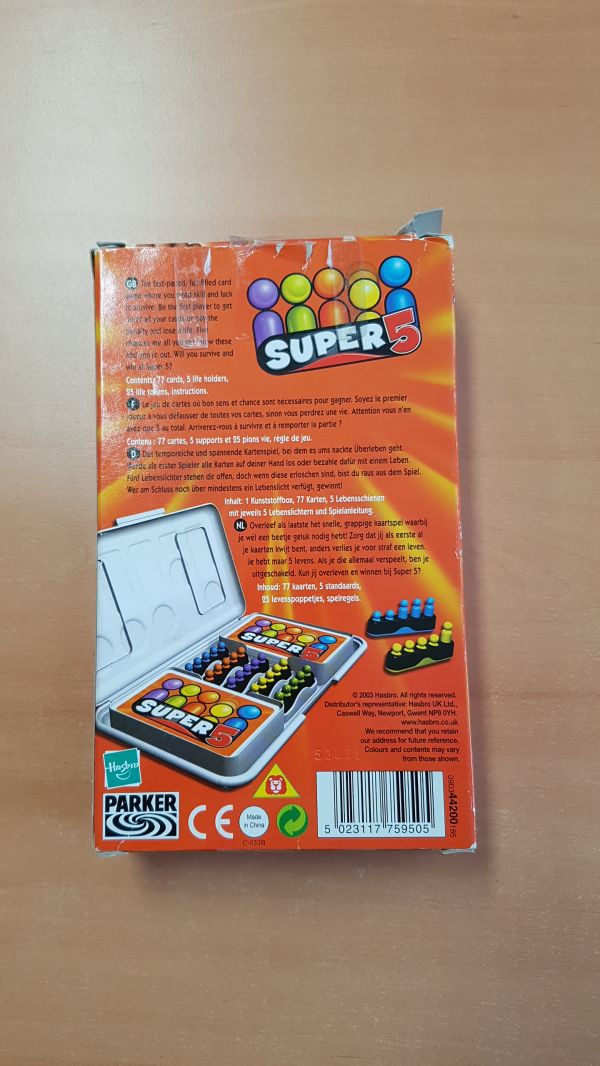 GB The fast-paced, fun-filled card
game where you need skill and luck
to survive. Be the first player to get
rid of all your cards or pay the
penalty and lose a life. Five
chances are all you get follow these
and you're out. Will you survive and
win at Super 5?
Contents: 77 cards, 5 life holders,
25 life tokens, instructions.
SUPER 5
F Le jeu de cartes où bon sens et chance sont nécessaires pour gagner. Soyez le premier
joueur à vous défausser de toutes vos cartes, sinon vous perdrez une vie. Attention vous n'en
avez que 5 au total. Arriverez-vous à survivre et à remporter la partie ?
Contenu : 77 cartes, 5 supports et 25 pions vie, règle de jeu.
D Das temporeiche und spannende Kartenspiel, bei dem es ums nackte Überleben geht.
Werde als erster Spieler alle Karten auf deiner Hand los oder bezahle dafür mit einem Leben.
Fünf Lebenslichter stehen dir offen, doch wenn diese erloschen sind, bist du raus aus dem Spiel.
Wer am Schluss noch über mindestens ein Lebenslicht verfügt, gewinnt!
Inhalt: 1 Kunststoffbox, 77 Karten, 5 Lebensschienen
mit jeweils 5 Lebenslichtern und Spielanleitung.
NL Overleef als laatste het snelle, grappige kaartspel waarbij
je wel een beetje geluk nodig hebt! Zorg dat jij als eerste al
je kaarten kwijt bent, anders verlies je voor straf een leven.
Je hebt maar 5 levens. Als je die allemaal verspeelt, ben je
uitgeschakeld. Kun jij overleven en winnen bij Super 5?
Inhoud: 77 kaarten, 5 standaards,
25 levenspoppetjes, spelregels.
SUPER 5
SUPER 5
© 2003 Hasbro. All rights reserved.
Distributor's representative: Hasbro UK Ltd.,
Caswell Way, Newport, Gwent NP9 0YH.
www.hasbro.co.uk
We recommend that you retain
our address for future reference.
Colours and contents may vary
from those shown.
Hasbro
PARKER
CE
Made
in China
C-032B
5 023117 759505
090344200185